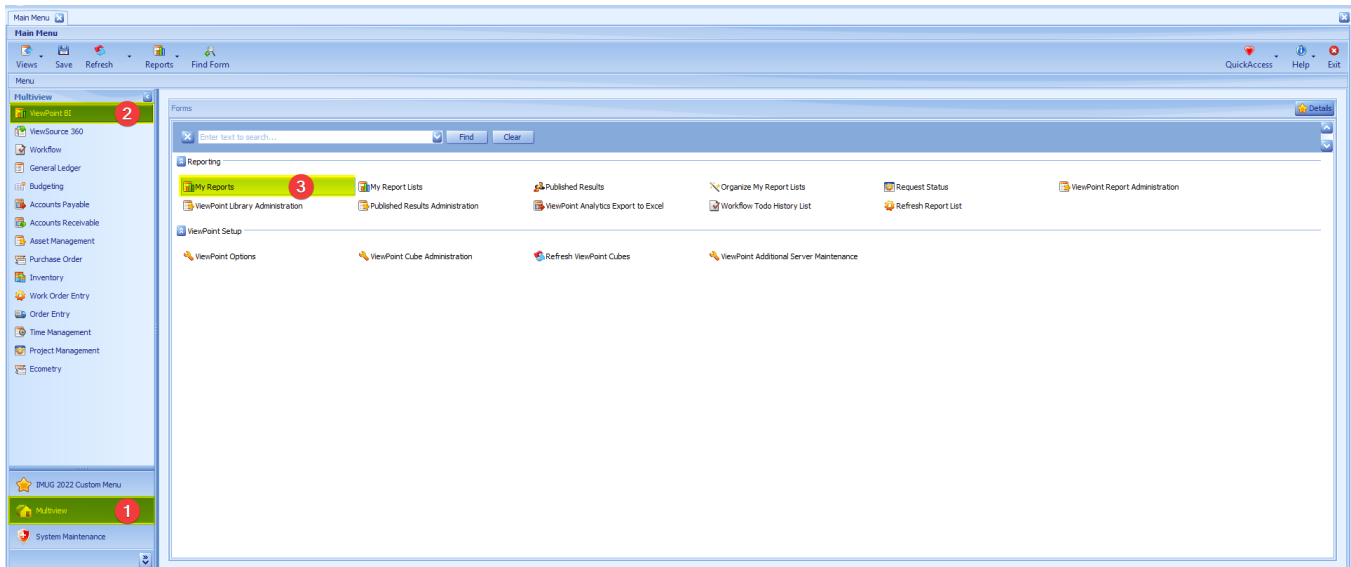 Main Menu
Main Menu
Views Save Refresh Reports Find Form QuickAccess Help Exit
Menu
Multiview
ViewPoint BI 2
ViewSource 360
Workflow
General Ledger
Budgeting
Accounts Payable
Accounts Receivable
Asset Management
Purchase Order
Inventory
Work Order Entry
Order Entry
Time Management
Project Management
Ecometry
IMUG 2022 Custom Menu
Multiview 1
System Maintenance
Forms Details
Enter text to search... Find Clear
Reporting
My Reports 3 My Report Lists Published Results Organize My Report Lists Request Status ViewPoint Report Administration
ViewPoint Library Administration Published Results Administration ViewPoint Analytics Export to Excel Workflow Todo History List Refresh Report List
ViewPoint Setup
ViewPoint Options ViewPoint Cube Administration Refresh ViewPoint Cubes ViewPoint Additional Server Maintenance